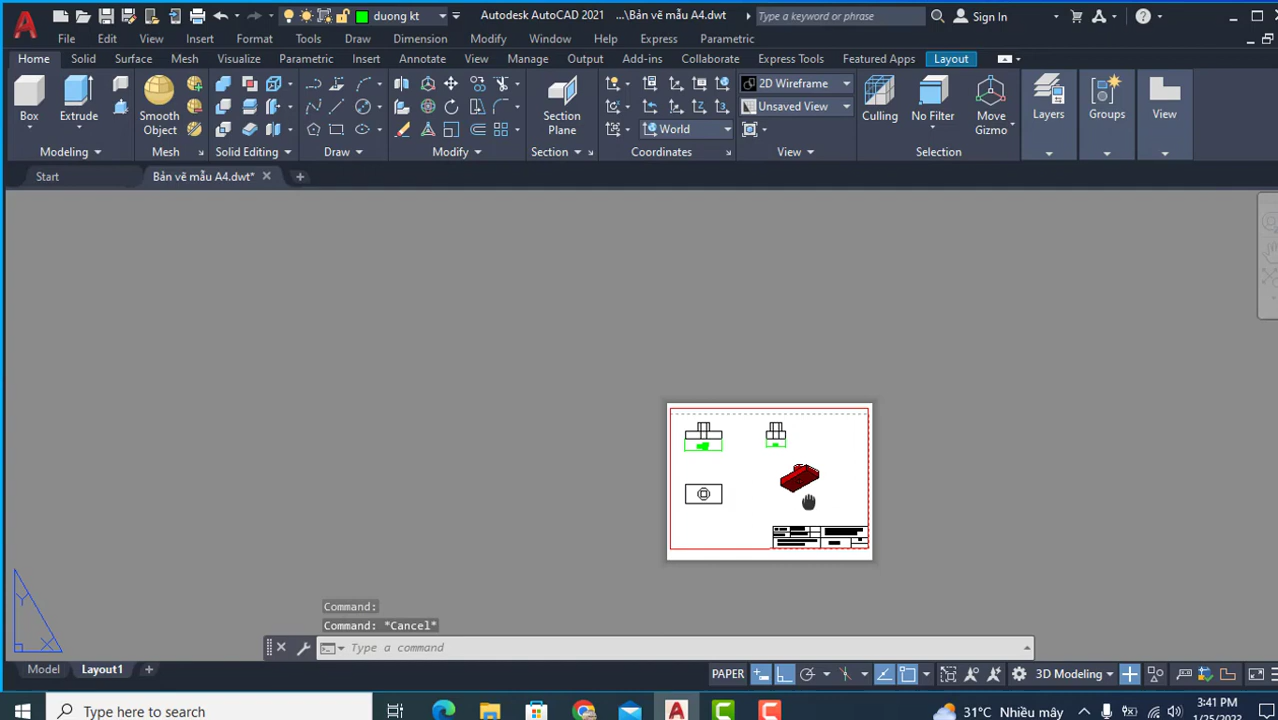 duong kt
Autodesk AutoCAD 2021 ...\Bản vẽ mẫu A4.dwt
Type a keyword or phrase
Sign In
File Edit View Insert Format Tools Draw Dimension Modify Window Help Express Parametric
Home Solid Surface Mesh Visualize Parametric Insert Annotate View Manage Output Add-ins Collaborate Express Tools Featured Apps Layout
2D Wireframe
Unsaved View
World
Box Extrude Smooth Object Section Plane Culling No Filter Move Gizmo Layers Groups View
Modeling Mesh Solid Editing Draw Modify Section Coordinates View Selection
Start Bản vẽ mẫu A4.dwt*
Y
X
Command:
Command: *Cancel*
Type a command
Model Layout1
PAPER
3D Modeling
Type here to search
31°C Nhiều mây
3:41 PM